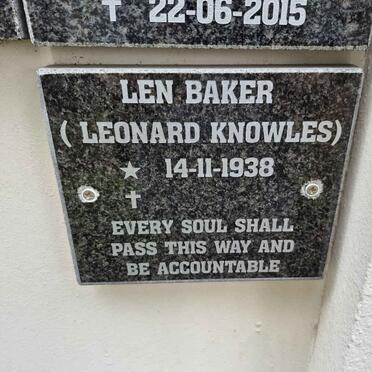 † 22-06-2015
LEN BAKER
( LEONARD KNOWLES)
★ 14-11-1938
†
EVERY SOUL SHALL
PASS THIS WAY AND
BE ACCOUNTABLE